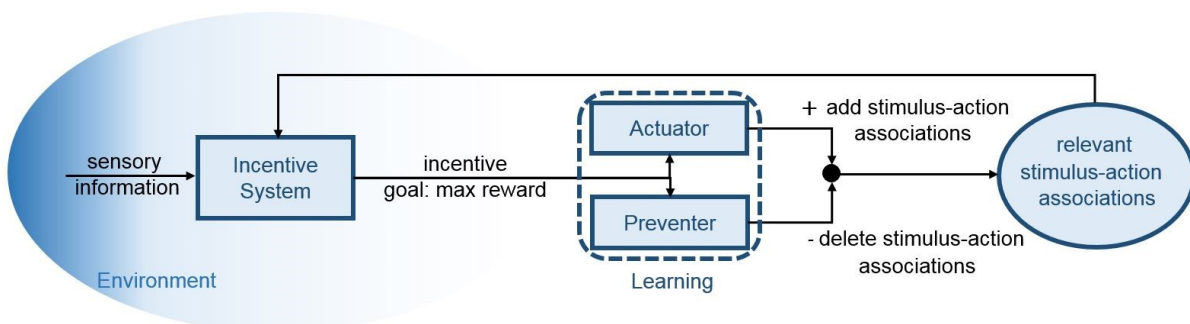 sensory
information
Environment
Incentive
System
incentive
goal: max reward
Actuator
Preventer
Learning
+ add stimulus-action
associations
- delete stimulus-action
associations
relevant
stimulus-action
associations